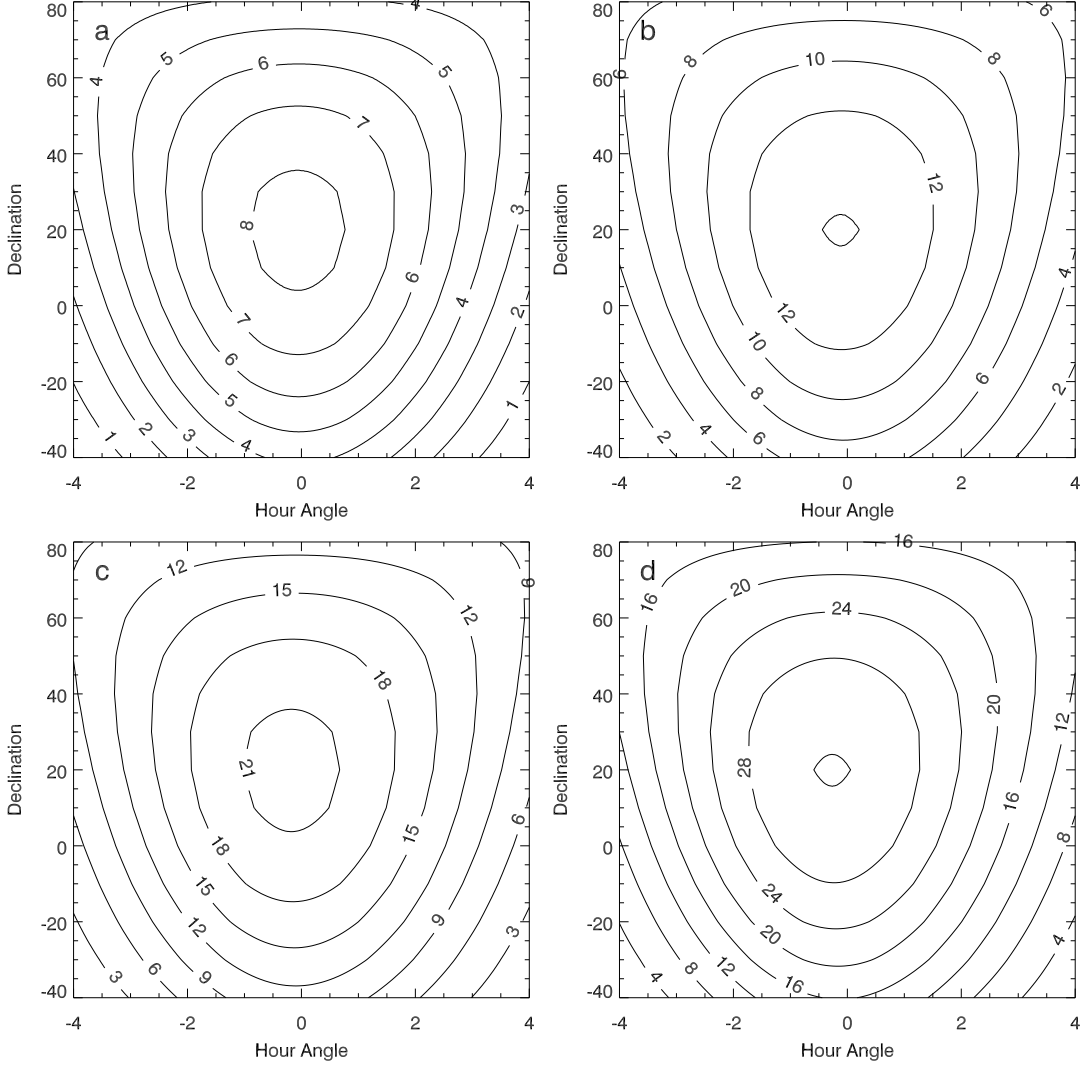 80 4 80 6
a b
5 6 5 10 8 8
60 4 60 6
7
40 40
12
3
Declination 20 8 Declination 20
6 4
0 7 4 2 0 12
6 10
-20 -20 6 2
5 1 8
1 2 3 4 2 4 6
-40 -40
-4 -2 0 2 4 -4 -2 0 2 4
Hour Angle Hour Angle
80 80 16
c d
12 15 9 20
60 12 60 16 24
18
40 40
20 12
Declination 20 21 Declination 20 28
16
6
0 18 15 0 8
15 24
-20 12 9 3 -20 20 4
3 6 9 4 8 12 16
-40 -40
-4 -2 0 2 4 -4 -2 0 2 4
Hour Angle Hour Angle